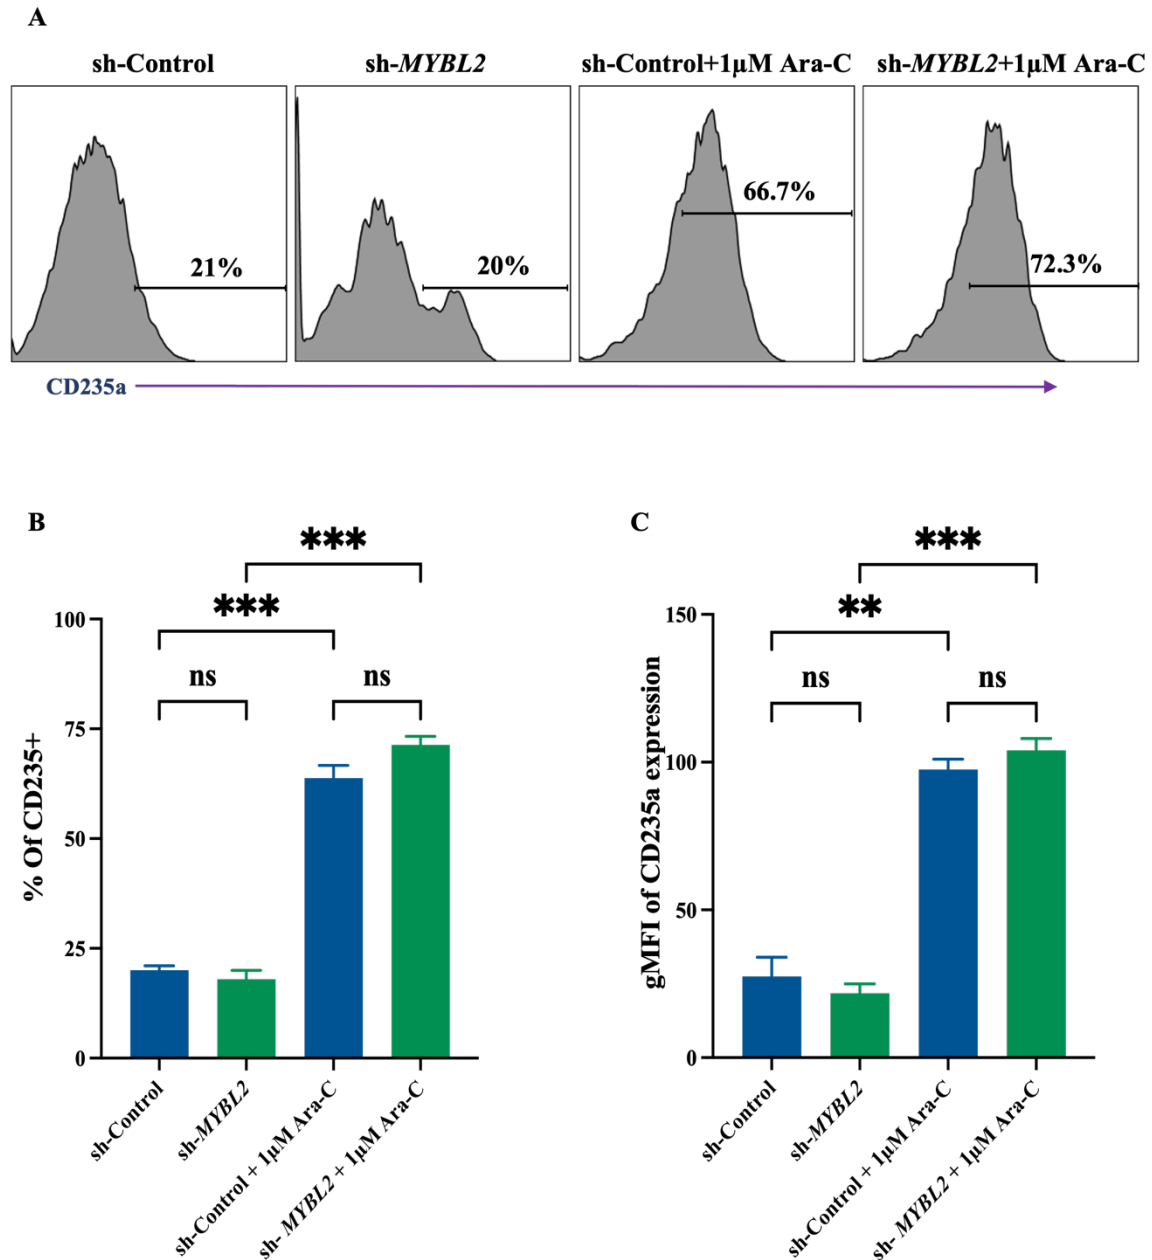 A
sh-Control
sh-MYBL2
sh-Control+1µM Ara-C
sh-MYBL2+1µM Ara-C
21%
20%
66.7%
72.3%
CD235a
B
***
***
ns
ns
100
75
50
25
0
% Of CD235+
sh-Control
sh-MYBL2
sh-Control + 1µM Ara-C
sh- MYBL2 + 1µM Ara-C
C
***
**
ns
ns
150
100
50
0
gMFI of CD235a expression
sh-Control
sh-MYBL2
sh-Control + 1µM Ara-C
sh- MYBL2 + 1µM Ara-C